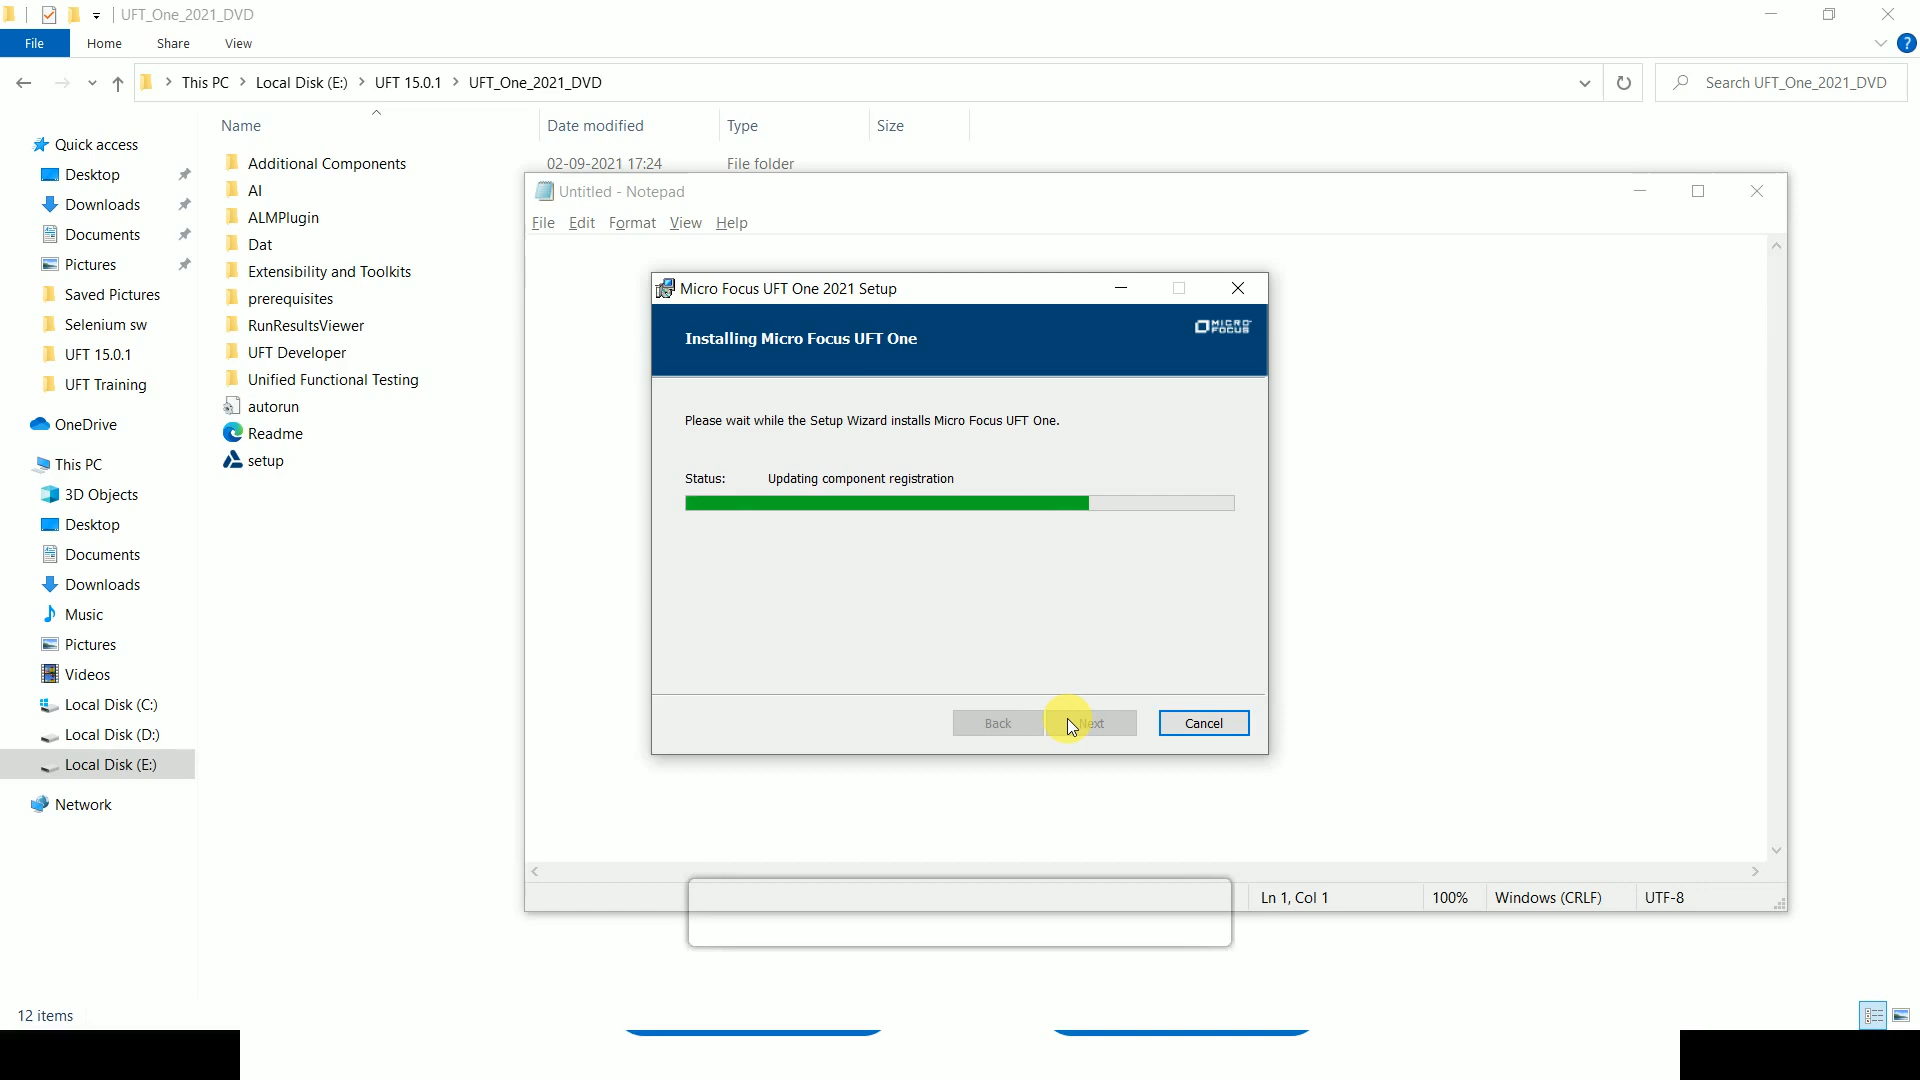 UFT_One_2021_DVD
File Home Share View
This PC Local Disk (E:) UFT 15.0.1 UFT_One_2021_DVD
Search UFT_One_2021_DVD
Name Date modified Type Size
Quick access
Desktop
Downloads
Documents
Pictures
Saved Pictures
Selenium sw
UFT 15.0.1
UFT Training
OneDrive
This PC
3D Objects
Desktop
Documents
Downloads
Music
Pictures
Videos
Local Disk (C:)
Local Disk (D:)
Local Disk (E:)
Network
Additional Components 02-09-2021 17:24 File folder
AI
ALMPlugin
Dat
Extensibility and Toolkits
prerequisites
RunResultsViewer
UFT Developer
Unified Functional Testing
autorun
Readme
setup
Untitled - Notepad
File Edit Format View Help
Micro Focus UFT One 2021 Setup
Installing Micro Focus UFT One
MICRO
FOCUS
Please wait while the Setup Wizard installs Micro Focus UFT One.
Status: Updating component registration
Back Next Cancel
Ln 1, Col 1 100% Windows (CRLF) UTF-8
12 items